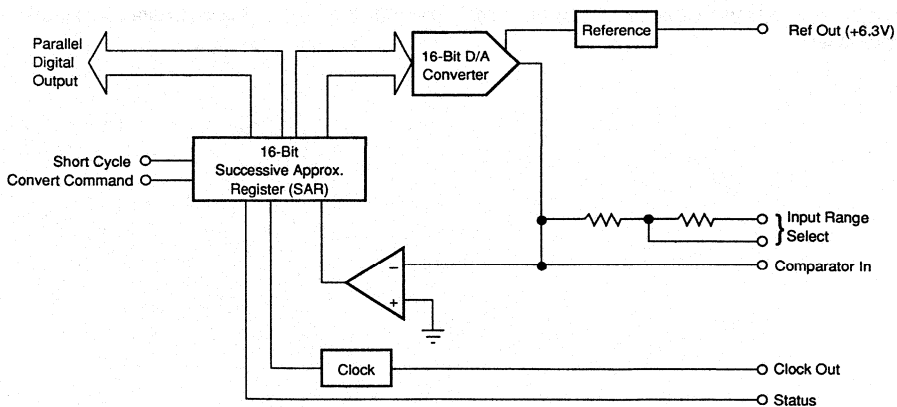 Parallel
Digital
Output
16-Bit D/A
Converter
Reference
Ref Out (+6.3V)
16-Bit
Successive Approx.
Register (SAR)
Short Cycle
Convert Command
Input Range
Select
Comparator In
−
+
Clock
Clock Out
Status